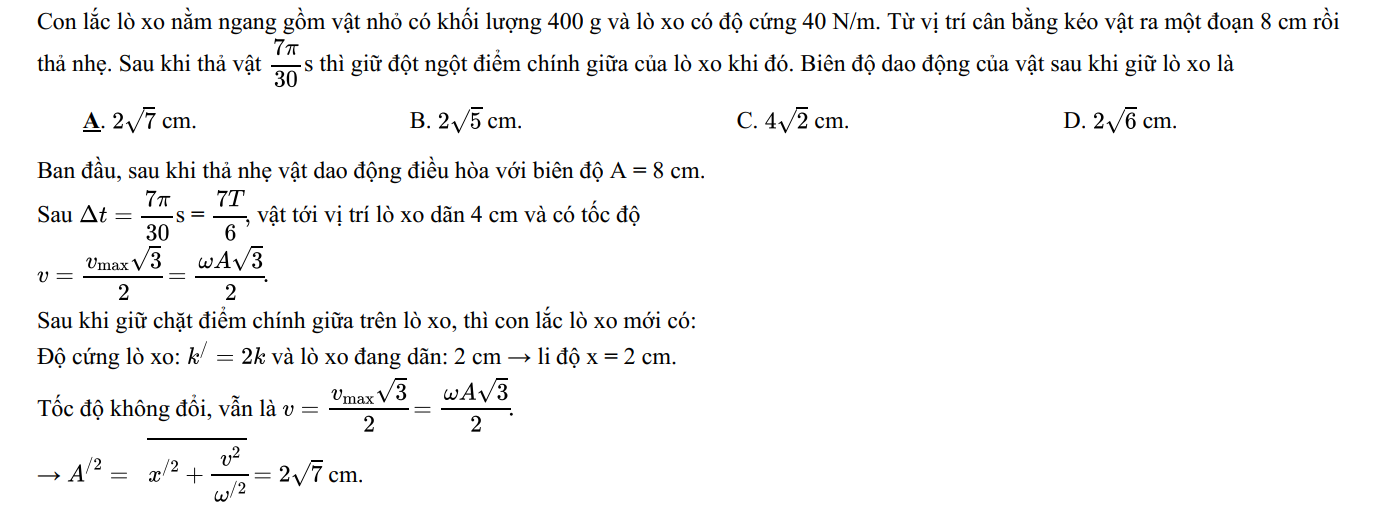 Con lắc lò xo nằm ngang gồm vật nhỏ có khối lượng 400 g và lò xo có độ cứng 40 N/m. Từ vị trí cân bằng kéo vật ra một đoạn 8 cm rồi
thả nhẹ. Sau khi thả vật $\frac{7\pi}{30}$s thì giữ đột ngột điểm chính giữa của lò xo khi đó. Biên độ dao động của vật sau khi giữ lò xo là
A. $2\sqrt{7}$ cm. B. $2\sqrt{5}$ cm. C. $4\sqrt{2}$ cm. D. $2\sqrt{6}$ cm.
Ban đầu, sau khi thả nhẹ vật dao động điều hòa với biên độ A = 8 cm.
Sau $\Delta t = \frac{7\pi}{30}$s = $\frac{7T}{6}$, vật tới vị trí lò xo dãn 4 cm và có tốc độ
$v = \frac{v_{\max}\sqrt{3}}{2} = \frac{\omega A\sqrt{3}}{2}$.
Sau khi giữ chặt điểm chính giữa trên lò xo, thì con lắc lò xo mới có:
Độ cứng lò xo: $k^{/} = 2k$ và lò xo đang dãn: 2 cm → li độ x = 2 cm.
Tốc độ không đổi, vẫn là $v = \frac{v_{\max}\sqrt{3}}{2} = \frac{\omega A\sqrt{3}}{2}$.
→ $A^{/2} = \overline{x^{/2} + \frac{v^2}{\omega^{/2}}} = 2\sqrt{7}$ cm.